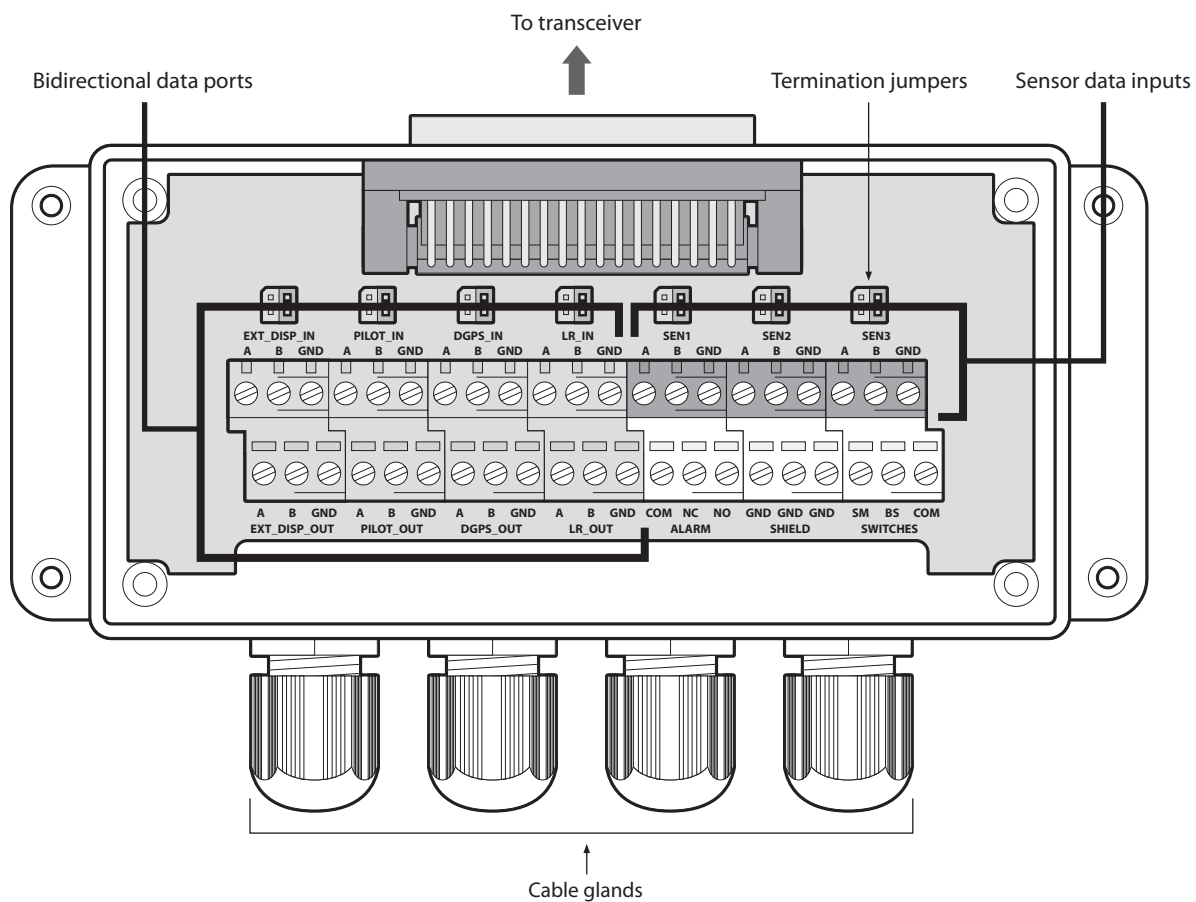 To transceiver
Bidirectional data ports
Termination jumpers
Sensor data inputs
EXT_DISP_IN PILOT_IN DGPS_IN LR_IN SEN1 SEN2 SEN3
A B GND A B GND A B GND A B GND A B GND A B GND A B GND
A B GND A B GND A B GND A B GND COM NC NO GND GND GND SM BS COM
EXT_DISP_OUT PILOT_OUT DGPS_OUT LR_OUT ALARM SHIELD SWITCHES
Cable glands